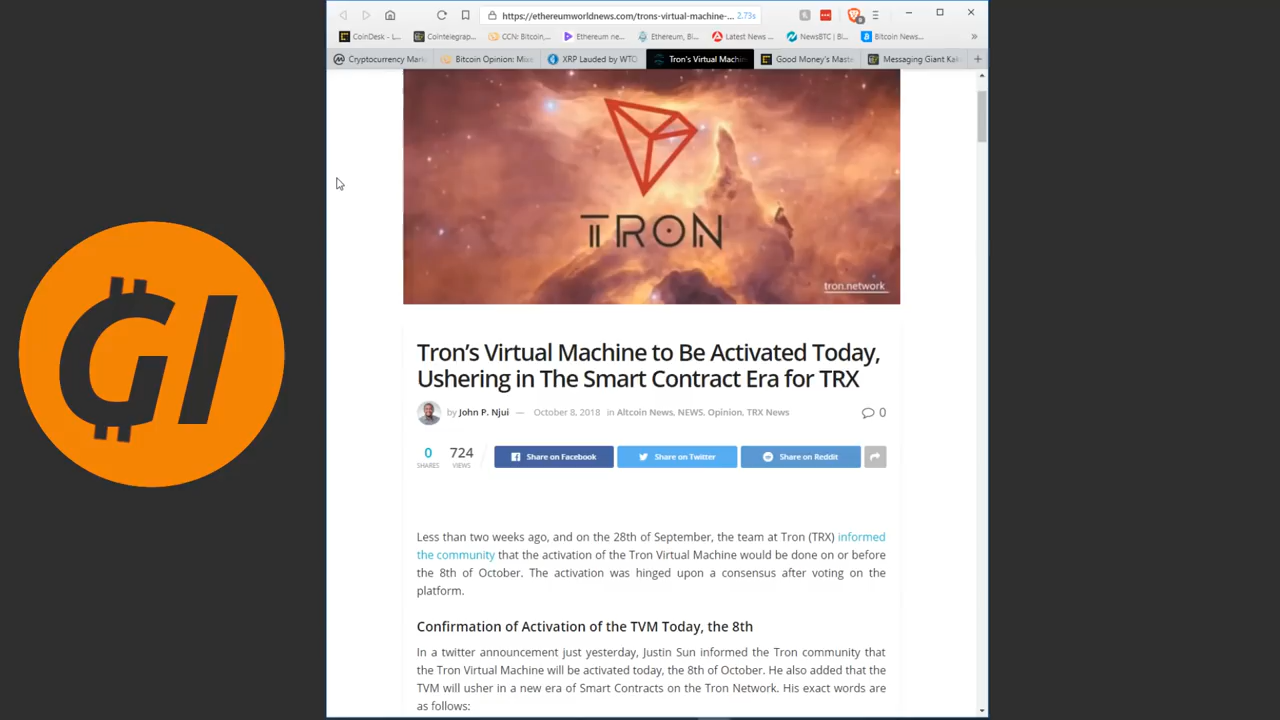 https://ethereumworldnews.com/trons-virtual-machine-... 2.73s
CoinDesk - L... Cointelegrap... CCN: Bitcoin,... Ethereum ne... Ethereum, Bi... Latest News ... NewsBTC | Bl... Bitcoin News... »
Cryptocurrency Mark Bitcoin Opinion: Mis XRP Lauded by WTO Tron's Virtual Machin Good Money's Maste Messaging Giant Kak +
TRON
tron.network
GI
Tron's Virtual Machine to Be Activated Today,
Ushering in The Smart Contract Era for TRX
by John P. Njui — October 8, 2018 in Altcoin News, NEWS, Opinion, TRX News 0
0 724 Share on Facebook Share on Twitter Share on Reddit
SHARES VIEWS
Less than two weeks ago, and on the 28th of September, the team at Tron (TRX) informed
the community that the activation of the Tron Virtual Machine would be done on or before
the 8th of October. The activation was hinged upon a consensus after voting on the
platform.
Confirmation of Activation of the TVM Today, the 8th
In a twitter announcement just yesterday, Justin Sun informed the Tron community that
the Tron Virtual Machine will be activated today, the 8th of October. He also added that the
TVM will usher in a new era of Smart Contracts on the Tron Network. His exact words are
as follows: